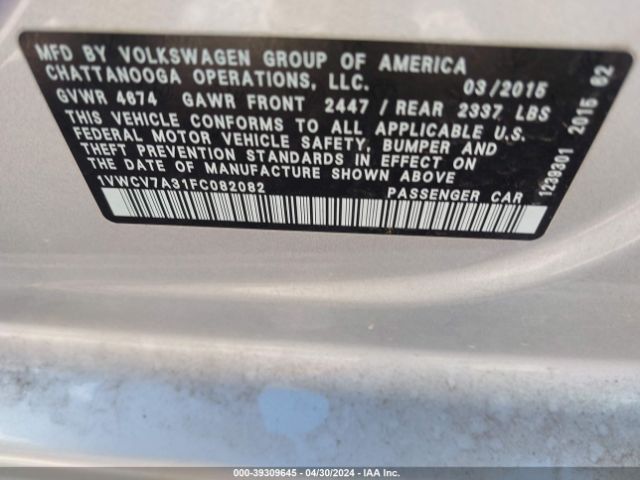 MFD BY VOLKSWAGEN GROUP OF AMERICA
CHATTANOOGA OPERATIONS, LLC. 03/2015
GVWR 4674 GAWR FRONT 2447 / REAR 2337 LBS
THIS VEHICLE CONFORMS TO ALL APPLICABLE U.S.
FEDERAL MOTOR VEHICLE SAFETY, BUMPER AND
THEFT PREVENTION STANDARDS IN EFFECT ON
THE DATE OF MANUFACTURE SHOWN ABOVE
1VWCV7A31FC082082 PASSENGER CAR
1239301 2015 62
000-39309645 - 04/30/2024 - IAA Inc.